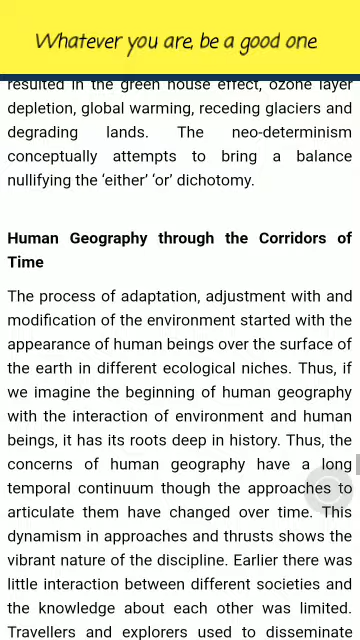 Whatever you are, be a good one
resulted in the green house effect, ozone layer
depletion, global warming, receding glaciers and
degrading lands. The neo-determinism
conceptually attempts to bring a balance
nullifying the ‘either’ ‘or’ dichotomy.
Human Geography through the Corridors of
Time
The process of adaptation, adjustment with and
modification of the environment started with the
appearance of human beings over the surface of
the earth in different ecological niches. Thus, if
we imagine the beginning of human geography
with the interaction of environment and human
beings, it has its roots deep in history. Thus, the
concerns of human geography have a long
temporal continuum though the approaches to
articulate them have changed over time. This
dynamism in approaches and thrusts shows the
vibrant nature of the discipline. Earlier there was
little interaction between different societies and
the knowledge about each other was limited.
Travellers and explorers used to disseminate